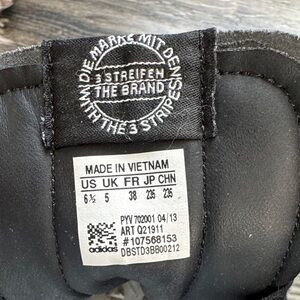 DIE MARKE MIT DEN
3 STREIFEN
THE BRAND
WITH THE 3 STRIPES
MADE IN VIETNAM
US UK FR JP CHN
6½ 5 38 235 235
PYV 702001 04/13
ART Q21911
#107568153
DBSTD3BB00212
adidas